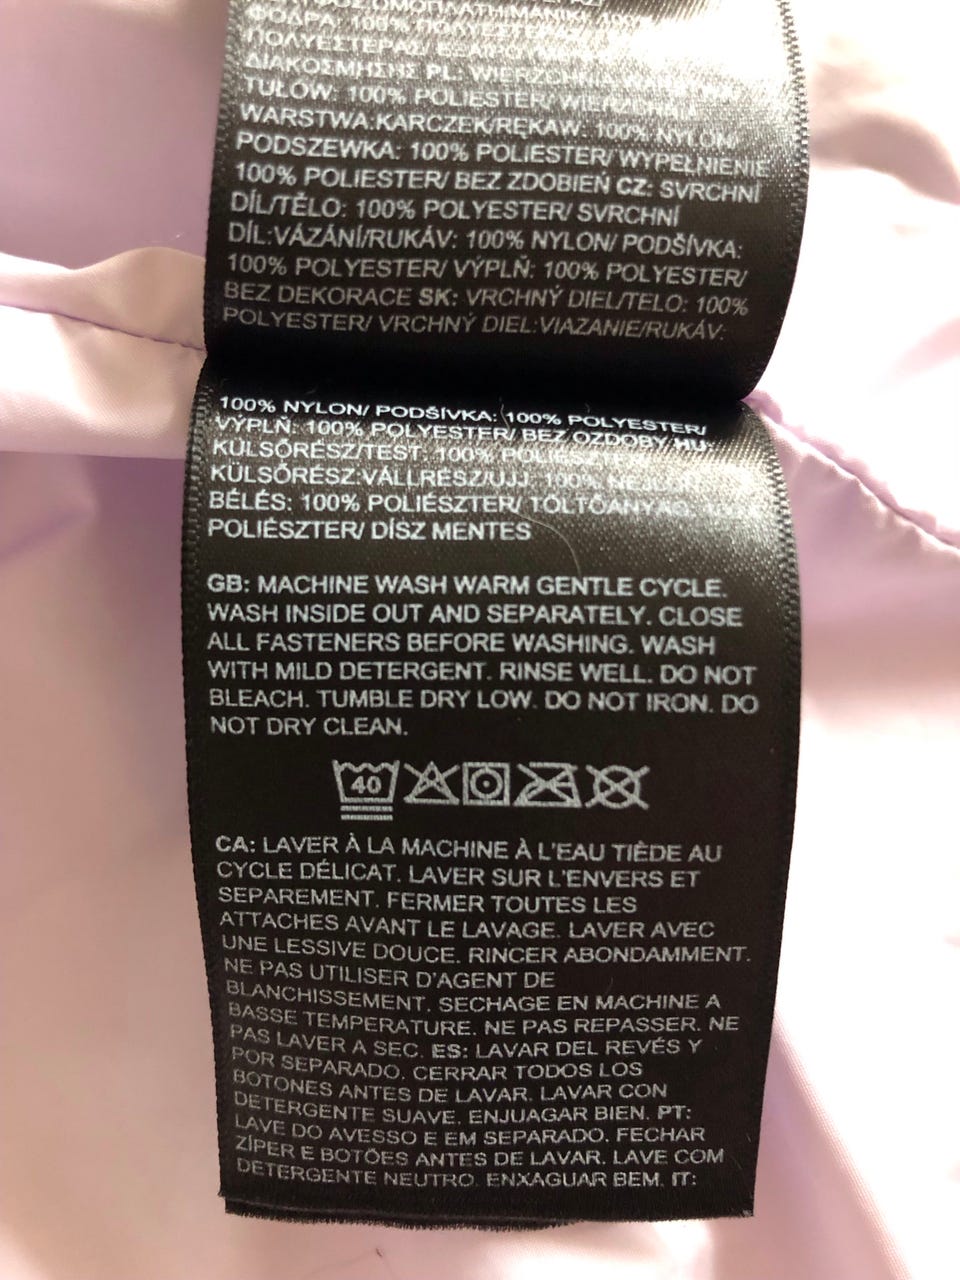 ΦΟΔΡΑ: 100% ΠΟΛΥΕΣΤΕΡΑΣ/
ΠΟΛΥΕΣΤΕΡΑΣ/
ΔΙΑΚΟΣΜΗΣΗΣ PL: WIERZCHNIA
TUŁÓW: 100% POLIESTER/ WIERZCHNIA
WARSTWA:KARCZEK/RĘKAW: 100% NYLON/
PODSZEWKA: 100% POLIESTER/ WYPEŁNIENIE
100% POLIESTER/ BEZ ZDOBIEŃ CZ: SVRCHNÍ
DÍL/TĚLO: 100% POLYESTER/ SVRCHNÍ
DÍL:VÁZÁNÍ/RUKÁV: 100% NYLON/ PODŠÍVKA:
100% POLYESTER/ VÝPLŇ: 100% POLYESTER/
BEZ DEKORACE SK: VRCHNÝ DIEL/TELO: 100%
POLYESTER/ VRCHNÝ DIEL:VIAZANIE/RUKÁV:
100% NYLON/ PODŠÍVKA: 100% POLYESTER/
VÝPLŇ: 100% POLYESTER/ BEZ OZDOBY HU:
KÜLSŐRÉSZ/TEST: 100% POLIÉSZTER/
KÜLSŐRÉSZ:VÁLLRÉSZ/UJJ: 100% NEJLON/
BÉLÉS: 100% POLIÉSZTER/ TÖLTŐANYAG:
POLIÉSZTER/ DÍSZ MENTES
GB: MACHINE WASH WARM GENTLE CYCLE.
WASH INSIDE OUT AND SEPARATELY. CLOSE
ALL FASTENERS BEFORE WASHING. WASH
WITH MILD DETERGENT. RINSE WELL. DO NOT
BLEACH. TUMBLE DRY LOW. DO NOT IRON. DO
NOT DRY CLEAN.
40
CA: LAVER À LA MACHINE À L'EAU TIÈDE AU
CYCLE DÉLICAT. LAVER SUR L'ENVERS ET
SEPAREMENT. FERMER TOUTES LES
ATTACHES AVANT LE LAVAGE. LAVER AVEC
UNE LESSIVE DOUCE. RINCER ABONDAMMENT.
NE PAS UTILISER D'AGENT DE
BLANCHISSEMENT. SECHAGE EN MACHINE A
BASSE TEMPERATURE. NE PAS REPASSER. NE
PAS LAVER A SEC. ES: LAVAR DEL REVÉS Y
POR SEPARADO. CERRAR TODOS LOS
BOTONES ANTES DE LAVAR. LAVAR CON
DETERGENTE SUAVE. ENJUAGAR BIEN. PT:
LAVE DO AVESSO E EM SEPARADO. FECHAR
ZÍPER E BOTÕES ANTES DE LAVAR. LAVE COM
DETERGENTE NEUTRO. ENXAGUAR BEM. IT: